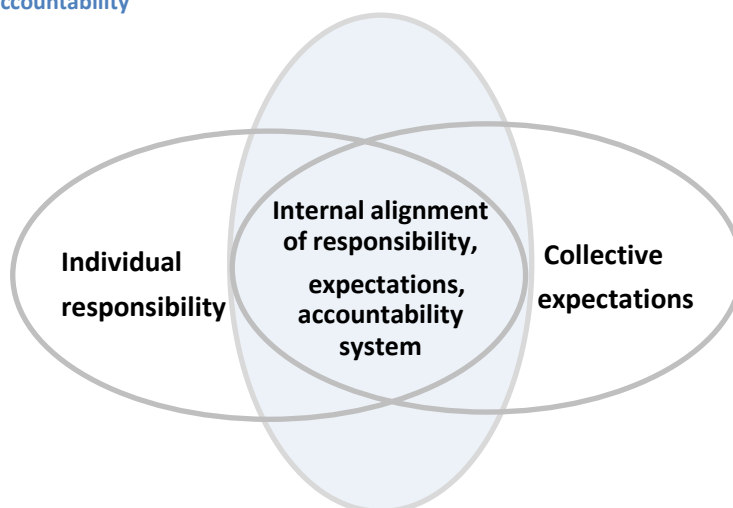 ccountability
Individual
responsibility
Internal alignment
of responsibility,
expectations,
accountability
system
Collective
expectations